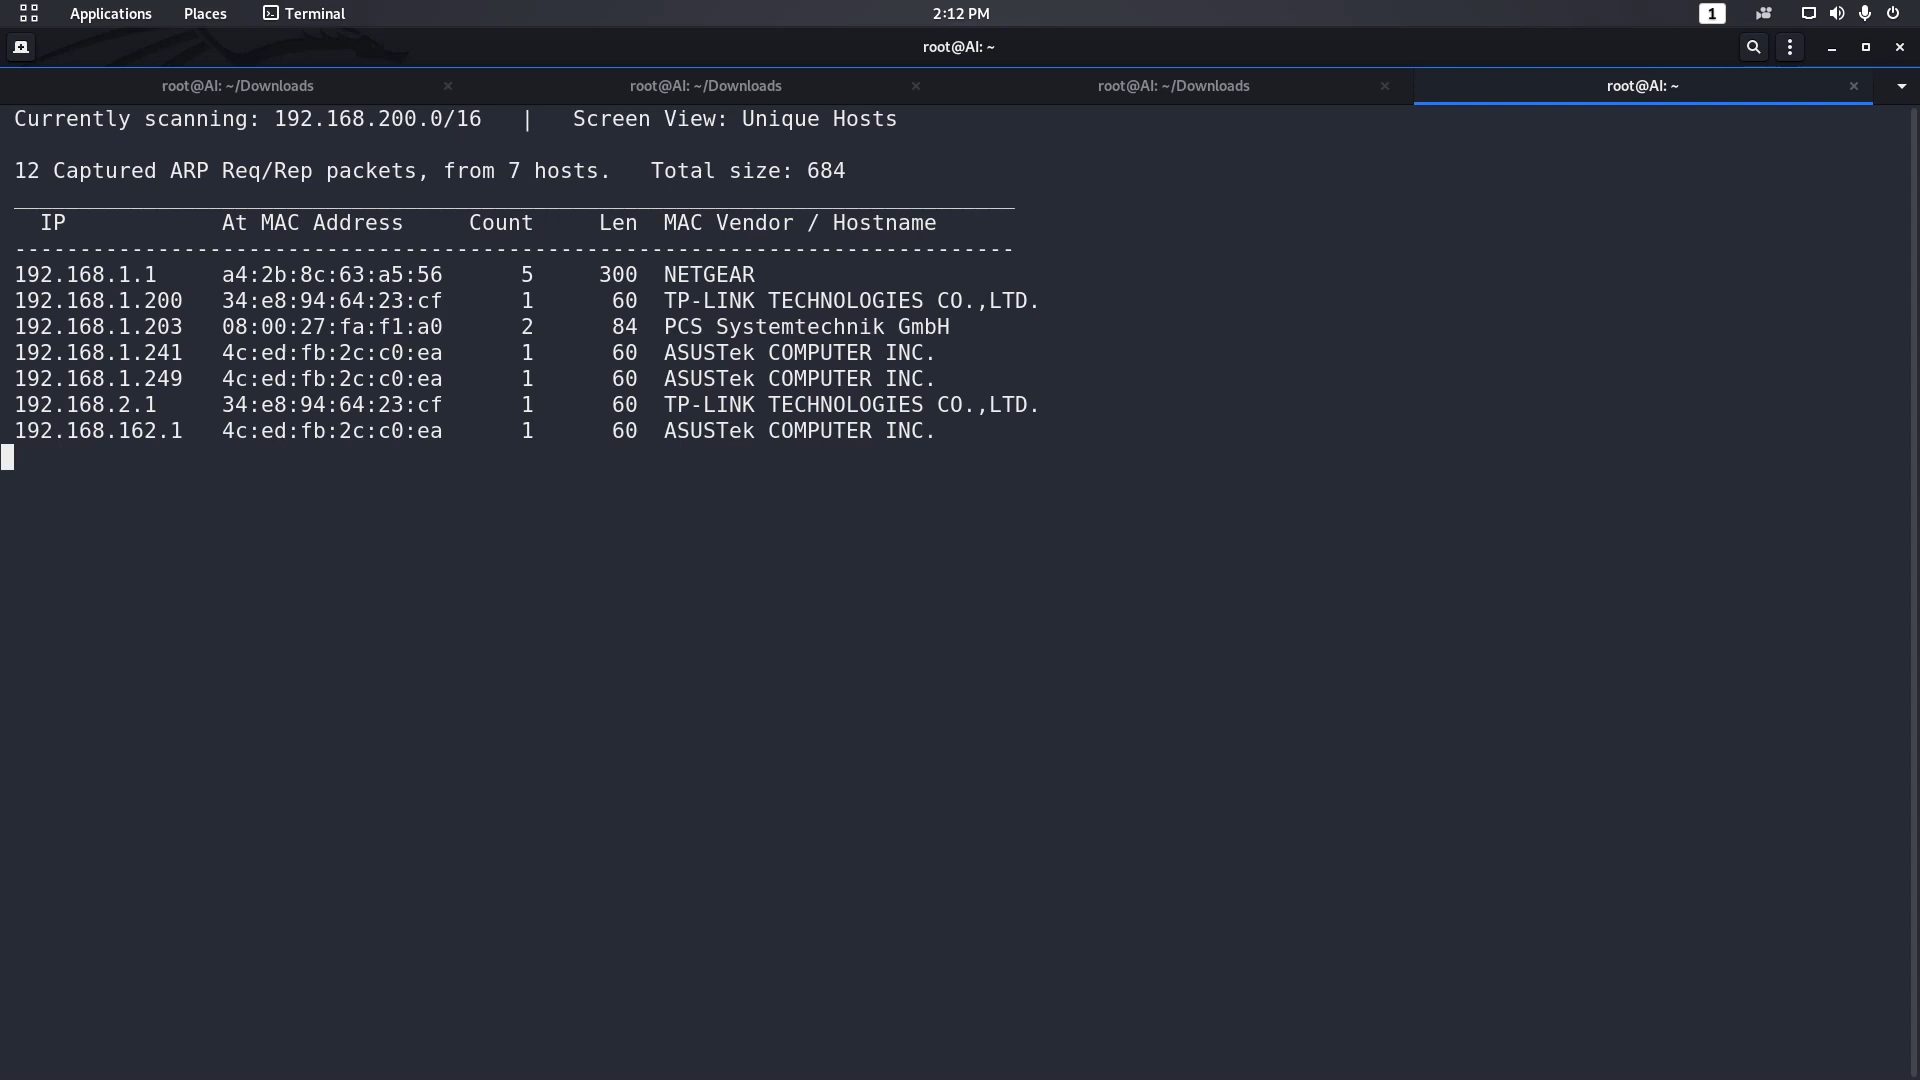 Applications Places Terminal 2:12 PM 1
root@AI: ~
root@AI: ~/Downloads root@AI: ~/Downloads root@AI: ~/Downloads root@AI: ~
Currently scanning: 192.168.200.0/16 | Screen View: Unique Hosts
12 Captured ARP Req/Rep packets, from 7 hosts. Total size: 684
_____________________________________________________________________________
IP At MAC Address Count Len MAC Vendor / Hostname
-----------------------------------------------------------------------------
192.168.1.1 a4:2b:8c:63:a5:56 5 300 NETGEAR
192.168.1.200 34:e8:94:64:23:cf 1 60 TP-LINK TECHNOLOGIES CO.,LTD.
192.168.1.203 08:00:27:fa:f1:a0 2 84 PCS Systemtechnik GmbH
192.168.1.241 4c:ed:fb:2c:c0:ea 1 60 ASUSTek COMPUTER INC.
192.168.1.249 4c:ed:fb:2c:c0:ea 1 60 ASUSTek COMPUTER INC.
192.168.2.1 34:e8:94:64:23:cf 1 60 TP-LINK TECHNOLOGIES CO.,LTD.
192.168.162.1 4c:ed:fb:2c:c0:ea 1 60 ASUSTek COMPUTER INC.